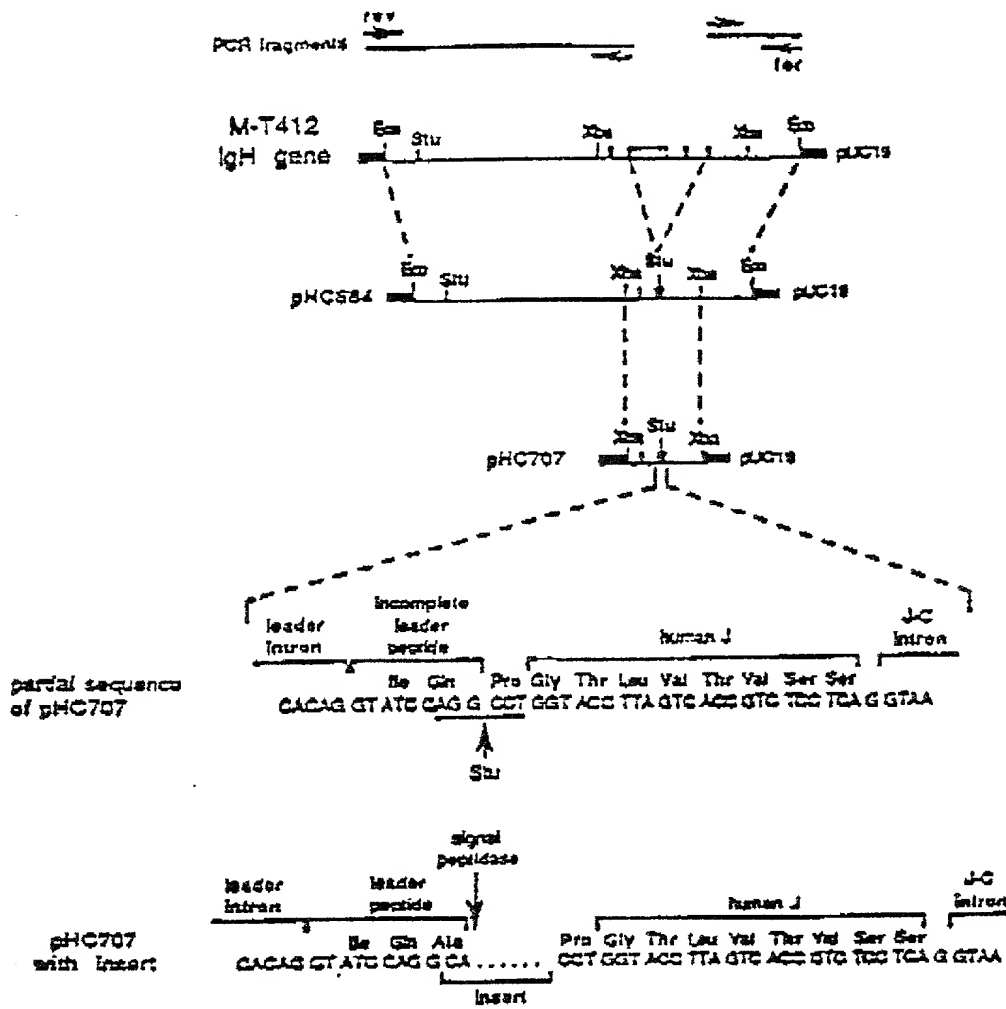 rev
PCR fragments
for
M-T412
IgH gene
Eco Stu Xba Xba Eco
pUC19
Eco Stu Xba Stu Xba Eco
pHC684 pUC19
Xba Stu Xba
pHC707 pUC19
leader intron
incomplete leader peptide
human J
J-C intron
partial sequence of pHC707
Ile Gln Pro Gly Thr Leu Val Thr Val Ser Ser
CACAG GT ATC CAG G CCT GGT ACC TTA GTC ACC GTC TCC TCA G GTAA
Stu
signal peptidase
leader intron
leader peptide
human J
J-C intron
pHC707 with insert
Ile Gln Ala Pro Gly Thr Leu Val Thr Val Ser Ser
CACAG GT ATC CAG G CA...... CCT GGT ACC TTA GTC ACC GTC TCC TCA G GTAA
insert